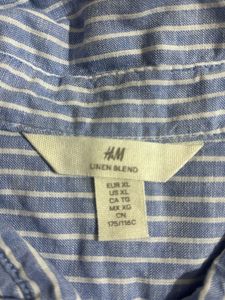 H&M
LINEN BLEND
EUR XL
US XL
CA TG
MX XG
CN
175/116C